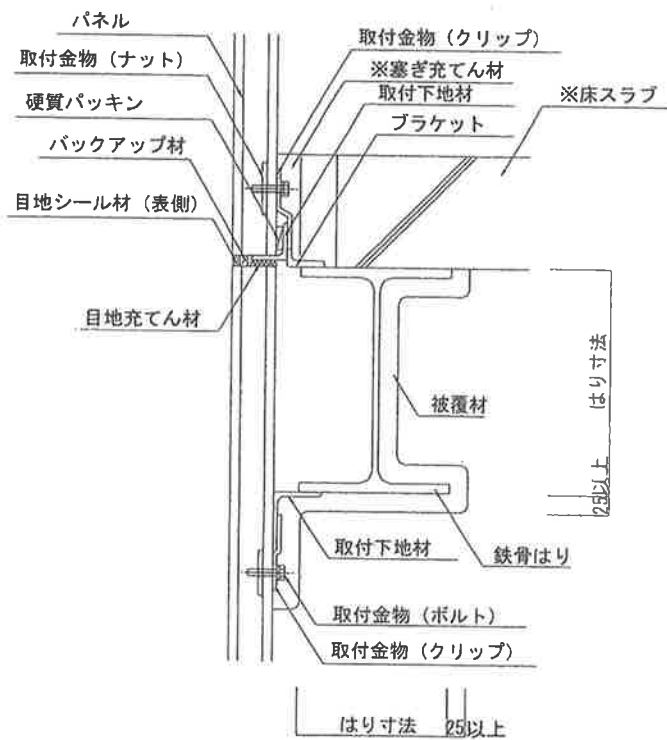 パネル
取付金物（ナット）
硬質パッキン
バックアップ材
目地シール材（表側）
目地充てん材
取付金物（クリップ）
※塞ぎ充てん材
取付下地材
ブラケット
※床スラブ
はり寸法
25以上
被覆材
取付下地材
鉄骨はり
取付金物（ボルト）
取付金物（クリップ）
はり寸法
25以上